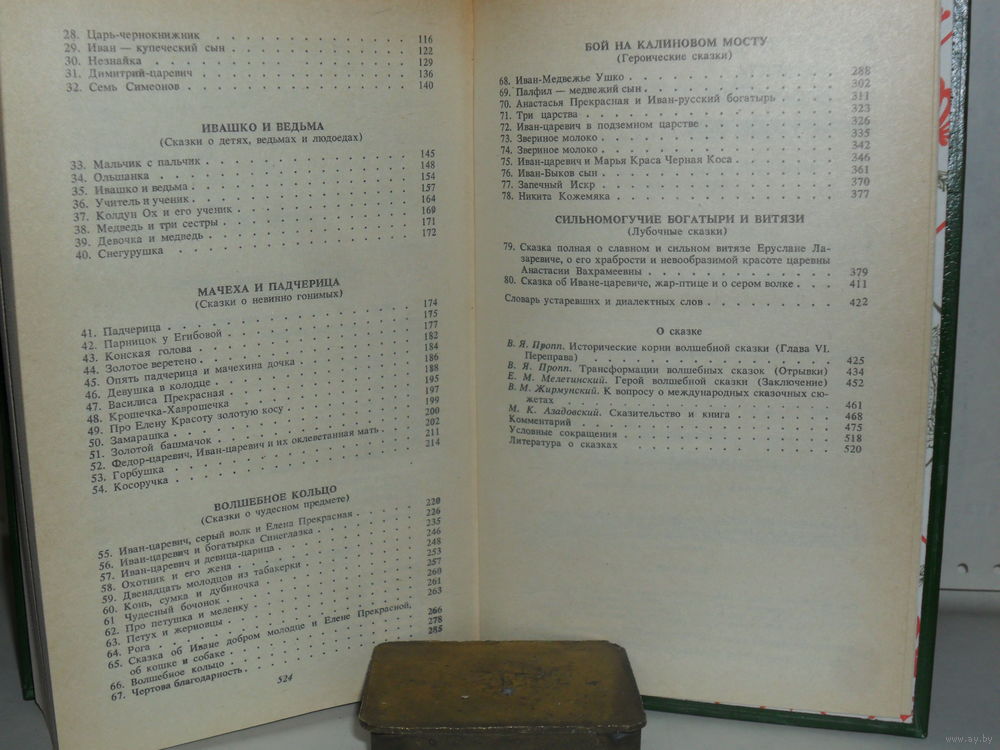 28. Царь-чернокнижник 116
29. Иван — купеческий сын 122
30. Незнайка 129
31. Димитрий-царевич 136
32. Семь Симеонов 140
ИВАШКО И ВЕДЬМА
(Сказки о детях, ведьмах и людоедах)
33. Мальчик с пальчик 145
34. Ольшанка 148
35. Ивашко и ведьма 154
36. Учитель и ученик 157
37. Колдун Ох и его ученик 164
38. Медведь и три сестры 169
39. Девочка и медведь 171
40. Снегурушка 172
МАЧЕХА И ПАДЧЕРИЦА
(Сказки о невинно гонимых)
41. Падчерица 174
42. Парнищок у Егибовой 175
43. Конская голова 177
44. Золотое веретено 182
45. Опять падчерица и мачехина дочка 184
46. Девушка в колодце 186
47. Василиса Прекрасная 188
48. Крошечка-Хаврошечка 195
49. Про Елену Красоту золотую косу 197
50. Замарашка 199
51. Золотой башмачок 200
52. Федор-царевич, Иван-царевич и их оклеветанная мать 202
53. Горбушка 211
54. Косоручка 214
ВОЛШЕБНОЕ КОЛЬЦО
(Сказки о чудесном предмете)
55. Иван-царевич, серый волк и Елена Прекрасная 220
56. Иван-царевич и богатырка Синеглазка 226
57. Иван-царевич и девица-царица 235
58. Охотник и его жена 246
59. Двенадцать молодцов из табакерки 248
60. Конь, сумка и дубиночка 253
61 Чудесный бочонок 257
62. Про петушка и меленку 260
63. Петух и жерновцы 261
64. Рога 263
65. Сказка об Иване добром молодце и Елене Прекрасной,
об кошке и собаке 266
66. Волшебное кольцо 278
67. Чертова благодарность 285
524
БОЙ НА КАЛИНОВОМ МОСТУ
(Героические сказки)
68. Иван-Медвежье Ушко 288
69. Палфил — медвежий сын 302
70. Анастасья Прекрасная и Иван-русский богатырь 311
71. Три царства 323
72. Иван-царевич в подземном царстве 326
73. Звериное молоко 335
74. Звериное молоко 342
75. Иван-царевич и Марья Краса Черная Коса 346
76. Иван-Быков сын 361
77. Запечный Искр 370
78. Никита Кожемяка 377
СИЛЬНОМОГУЧИЕ БОГАТЫРИ И ВИТЯЗИ
(Лубочные сказки)
79. Сказка полная о славном и сильном витязе Еруслане Ла-
заревиче, о его храбрости и невообразимой красоте царевны
Анастасии Вахрамеевны 379
80. Сказка об Иване-царевиче, жар-птице и о сером волке 411
Словарь устаревших и диалектных слов 422
О сказке
В. Я. Пропп. Исторические корни волшебной сказки (Глава VI.
Переправа) 425
В. Я. Пропп. Трансформации волшебных сказок (Отрывки) 434
Е. М. Мелетинский. Герой волшебной сказки (Заключение) 452
В. М. Жирмунский. К вопросу о международных сказочных сю-
жетах 461
М. К. Азадовский. Сказительство и книга 468
Комментарий 475
Условные сокращения 518
Литература о сказках 520
www.ay.by